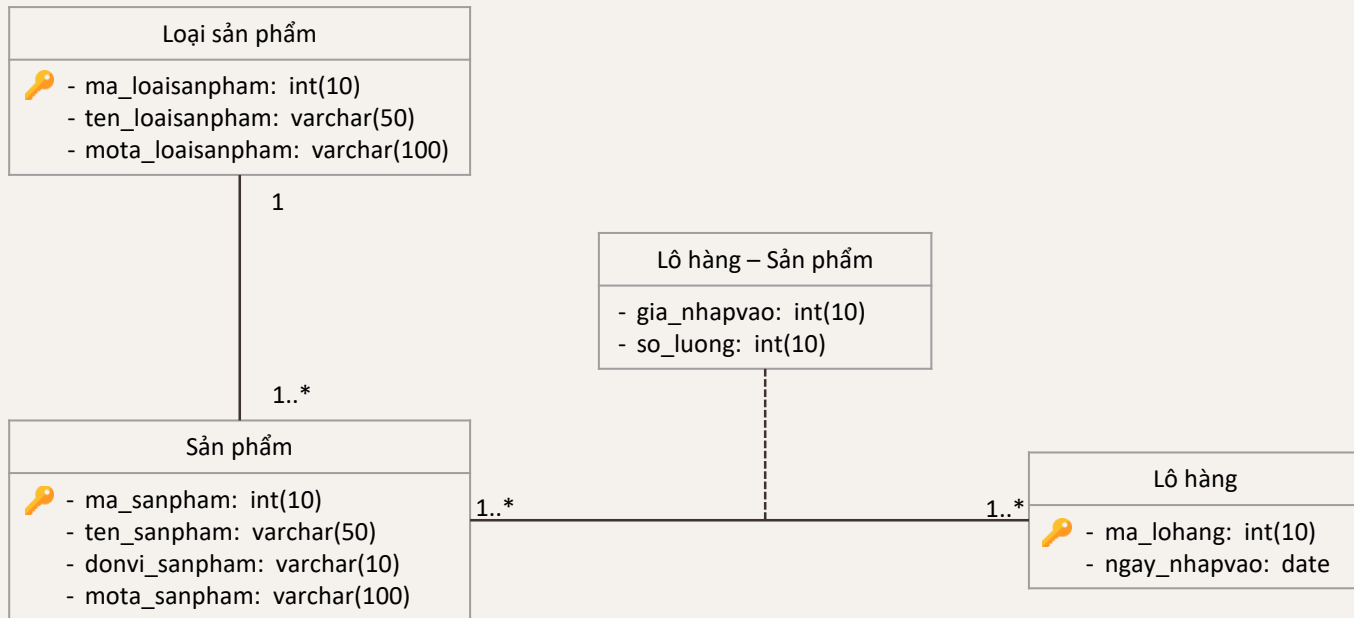 Loại sản phẩm
- ma_loaisanpham: int(10)
- ten_loaisanpham: varchar(50)
- mota_loaisanpham: varchar(100)
1
1..*
Lô hàng – Sản phẩm
- gia_nhapvao: int(10)
- so_luong: int(10)
Sản phẩm
- ma_sanpham: int(10)
- ten_sanpham: varchar(50)
- donvi_sanpham: varchar(10)
- mota_sanpham: varchar(100)
1..*
1..*
Lô hàng
- ma_lohang: int(10)
- ngay_nhapvao: date